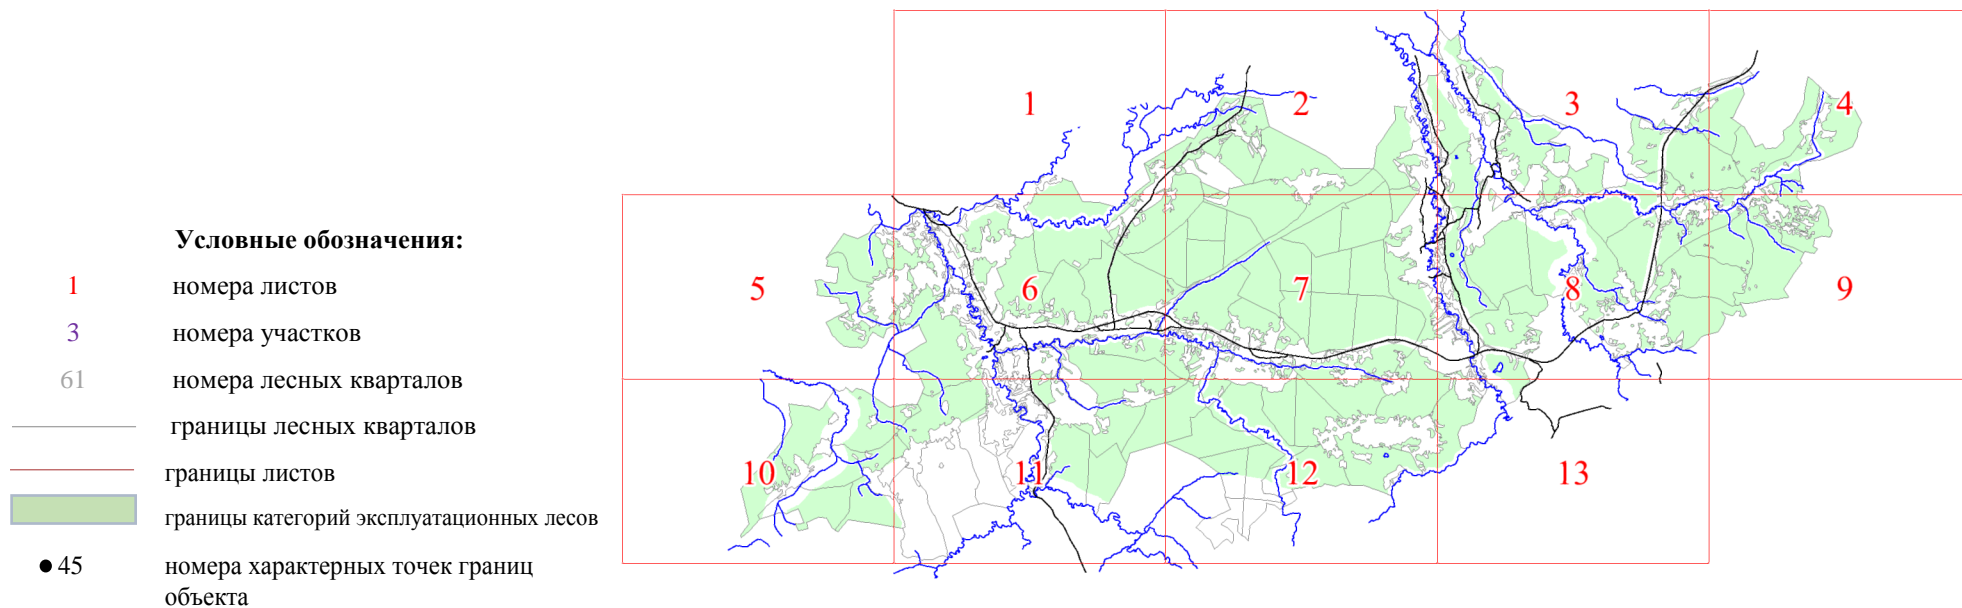 Условные обозначения:
1 номера листов
3 номера участков
61 номера лесных кварталов
границы лесных кварталов
границы листов
границы категорий эксплуатационных лесов
45 номера характерных точек границ
объекта
1 2 3 4
5 6 7 8 9
10 11 12 13